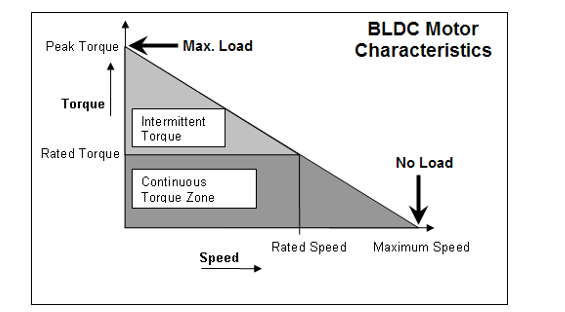 BLDC Motor
Characteristics
Peak Torque
Max. Load
Torque
Intermittent
Torque
Rated Torque
No Load
Continuous
Torque Zone
Rated Speed
Maximum Speed
Speed